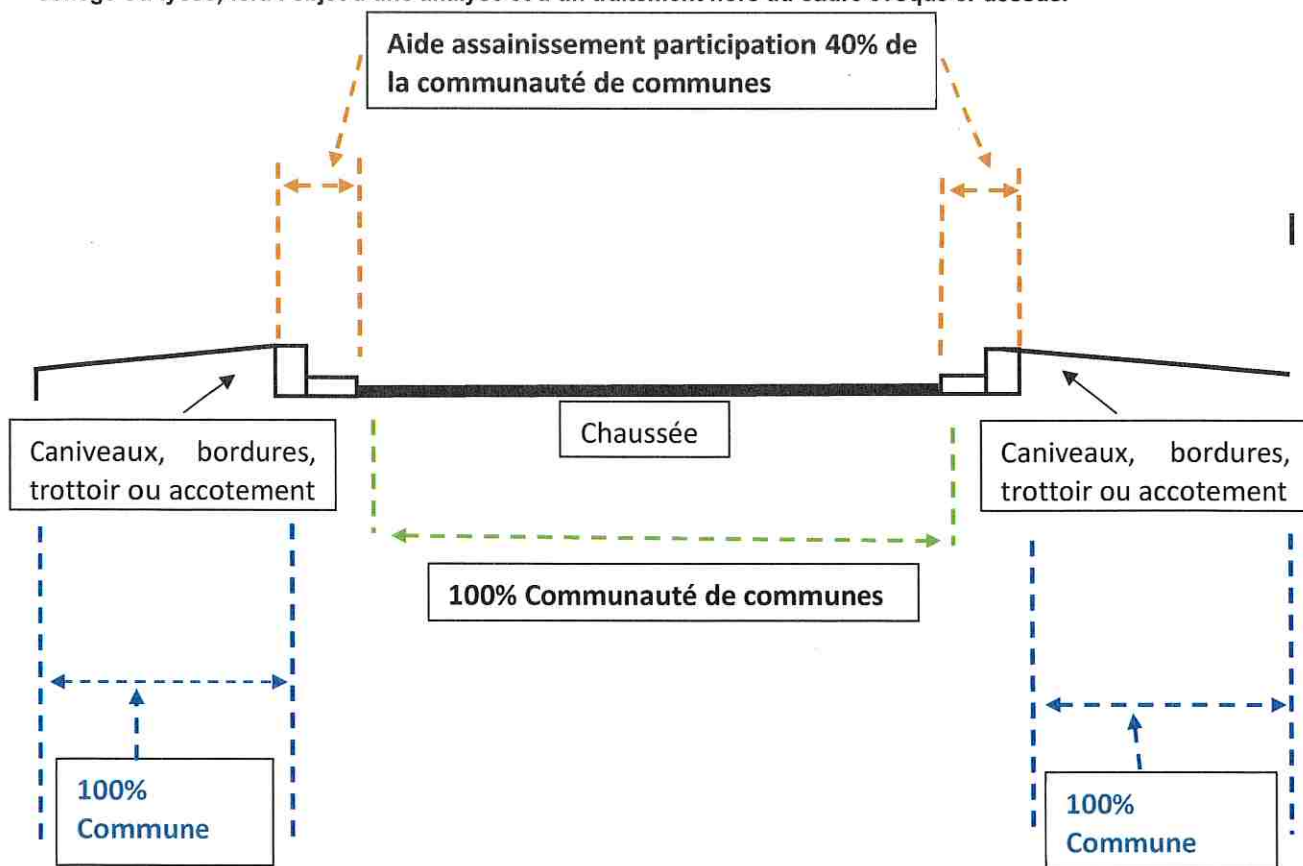 Aide assainissement participation 40% de
la communauté de communes
Chaussée
Caniveaux, bordures,
trottoir ou accotement
Caniveaux, bordures,
trottoir ou accotement
100% Communauté de communes
100%
Commune
100%
Commune